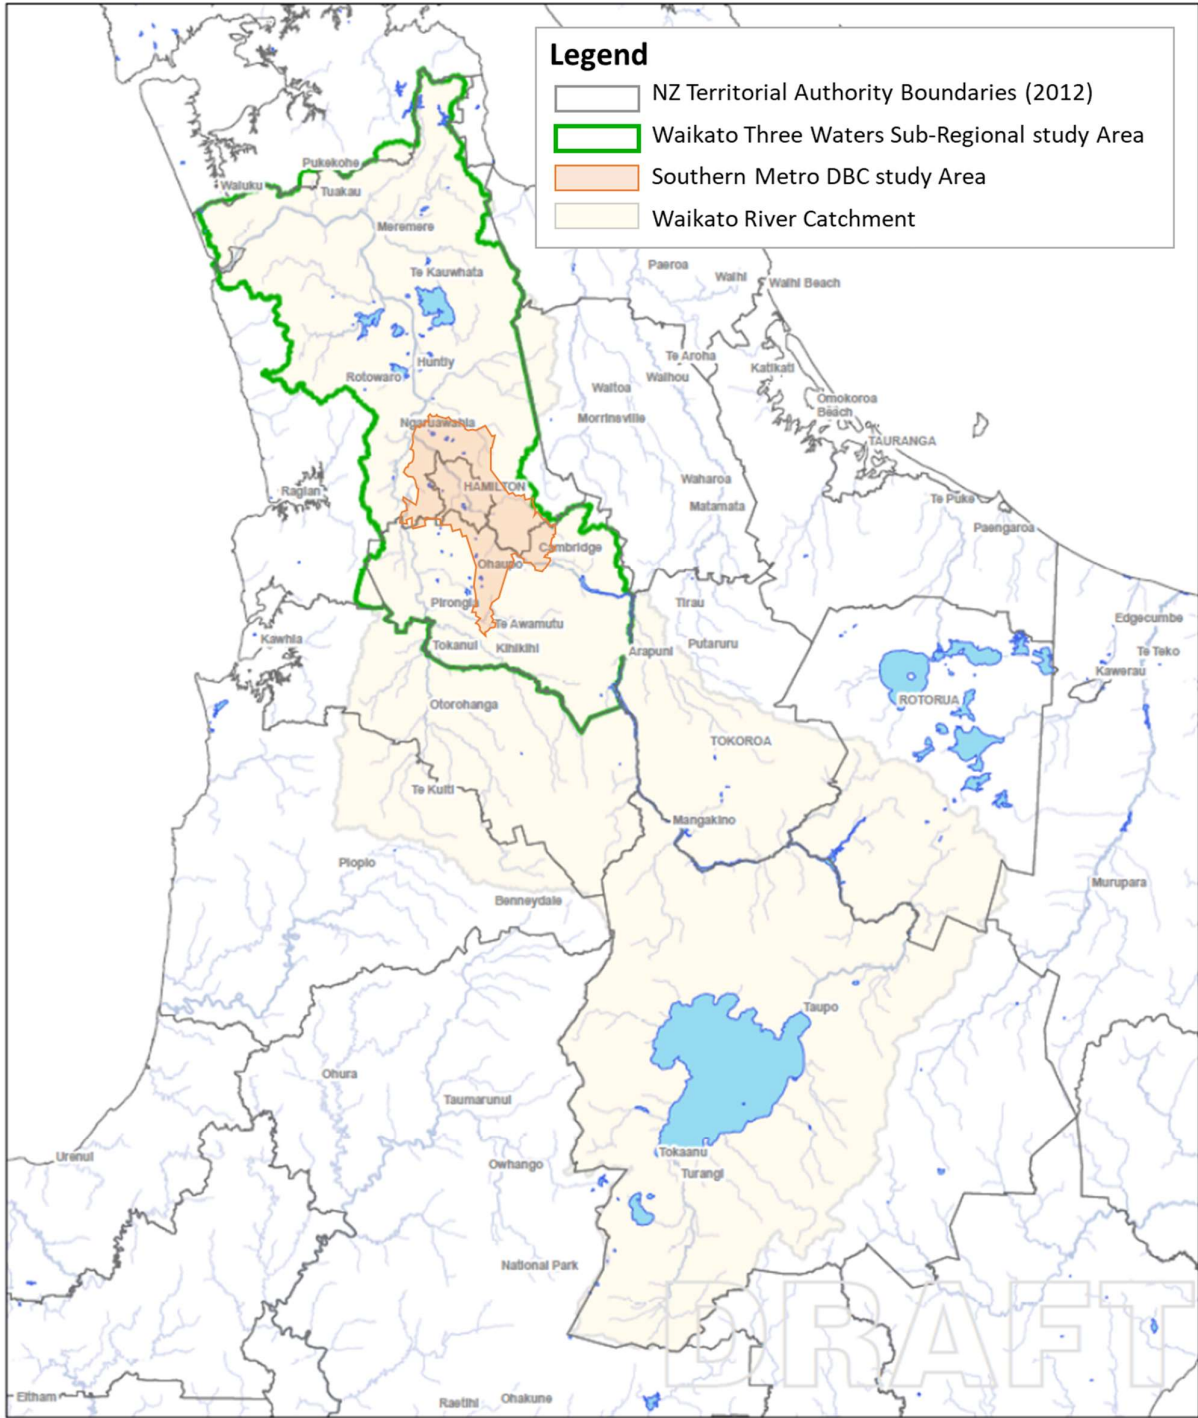 Legend
NZ Territorial Authority Boundaries (2012)
Waikato Three Waters Sub-Regional study Area
Southern Metro DBC study Area
Waikato River Catchment
Pukekohe
Waiuku
Tuakau
Meremere
Te Kauwhata
Paeroa
Waihi
Waihi Beach
Huntly
Rotowaro
Te Aroha
Waihou
Katikati
Waitoa
Omokoroa
Beach
Morrinsville
Ngaruawahia
TAURANGA
HAMILTON
Raglan
Waharoa
Matamata
Te Puke
Paengaroa
Cambridge
Ohaupo
Pirongia
Tirau
Te Awamutu
Edgecumbe
Kawhia
Tokanui
Kihikihi
Arapuni
Putaruru
Te Teko
Kawerau
ROTORUA
Otorohanga
TOKOROA
Te Kuiti
Mangakino
Piopio
Murupara
Benneydale
Taupo
Ohura
Taumarunui
Urenui
Tokaanu
Owhango
Turangi
National Park
DRAFT
Eltham
Raetihi
Ohakune